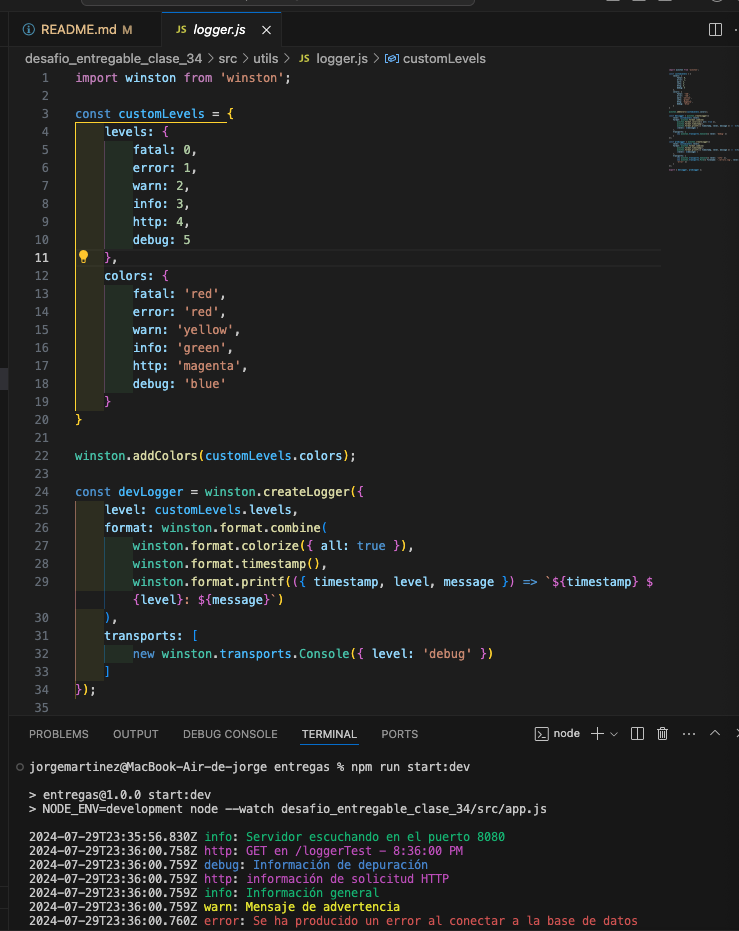 README.md M
JS logger.js
desafio_entregable_clase_34 > src > utils > JS logger.js > customLevels
1 import winston from 'winston';
2
3 const customLevels = {
4 levels: {
5 fatal: 0,
6 error: 1,
7 warn: 2,
8 info: 3,
9 http: 4,
10 debug: 5
11 },
12 colors: {
13 fatal: 'red',
14 error: 'red',
15 warn: 'yellow',
16 info: 'green',
17 http: 'magenta',
18 debug: 'blue'
19 }
20 }
21
22 winston.addColors(customLevels.colors);
23
24 const devLogger = winston.createLogger({
25 level: customLevels.levels,
26 format: winston.format.combine(
27 winston.format.colorize({ all: true }),
28 winston.format.timestamp(),
29 winston.format.printf(({ timestamp, level, message }) => `${timestamp} $
{level}: ${message}`)
30 ),
31 transports: [
32 new winston.transports.Console({ level: 'debug' })
33 ]
34 });
35
PROBLEMS OUTPUT DEBUG CONSOLE TERMINAL PORTS node
jorgemartinez@MacBook-Air-de-jorge entregas % npm run start:dev
> entregas@1.0.0 start:dev
> NODE_ENV=development node --watch desafio_entregable_clase_34/src/app.js
2024-07-29T23:35:56.830Z info: Servidor escuchando en el puerto 8080
2024-07-29T23:36:00.758Z http: GET en /loggerTest - 8:36:00 PM
2024-07-29T23:36:00.759Z debug: Información de depuración
2024-07-29T23:36:00.759Z http: información de solicitud HTTP
2024-07-29T23:36:00.759Z info: Información general
2024-07-29T23:36:00.759Z warn: Mensaje de advertencia
2024-07-29T23:36:00.760Z error: Se ha producido un error al conectar a la base de datos